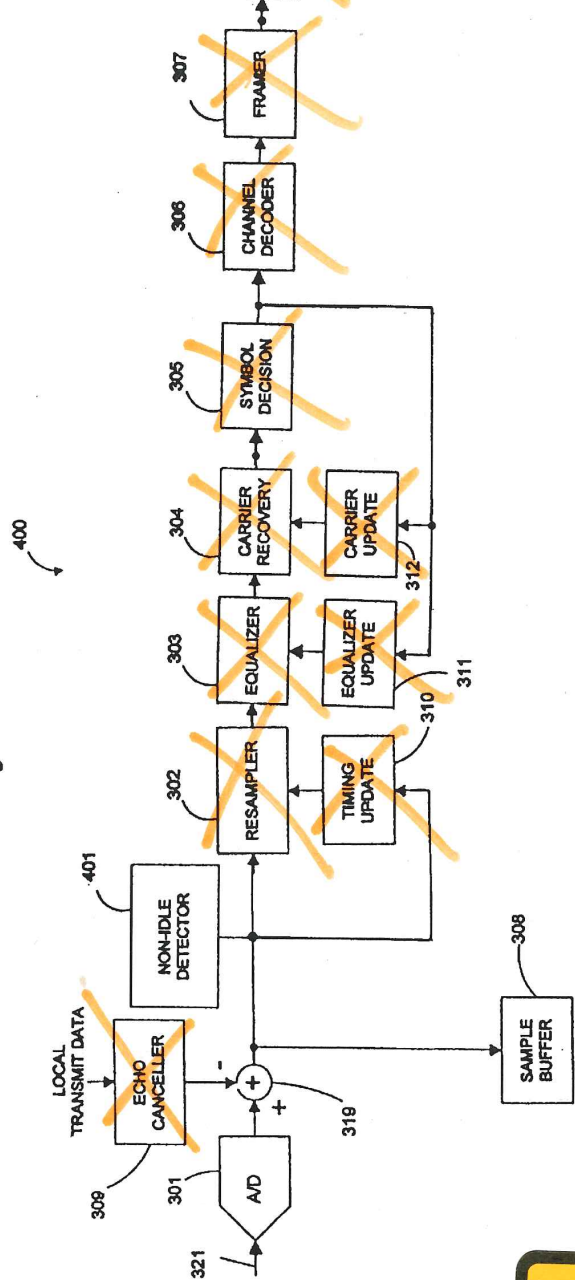 400
321
301
A/D
309
LOCAL
TRANSMIT DATA
ECHO
CANCELLER
-
+
+
319
401
NON-IDLE
DETECTOR
308
SAMPLE
BUFFER
302
RESAMPLER
310
TIMING
UPDATE
303
EQUALIZER
311
EQUALIZER
UPDATE
304
CARRIER
RECOVERY
312
CARRIER
UPDATE
305
SYMBOL
DECISION
306
CHANNEL
DECODER
307
FRAMER